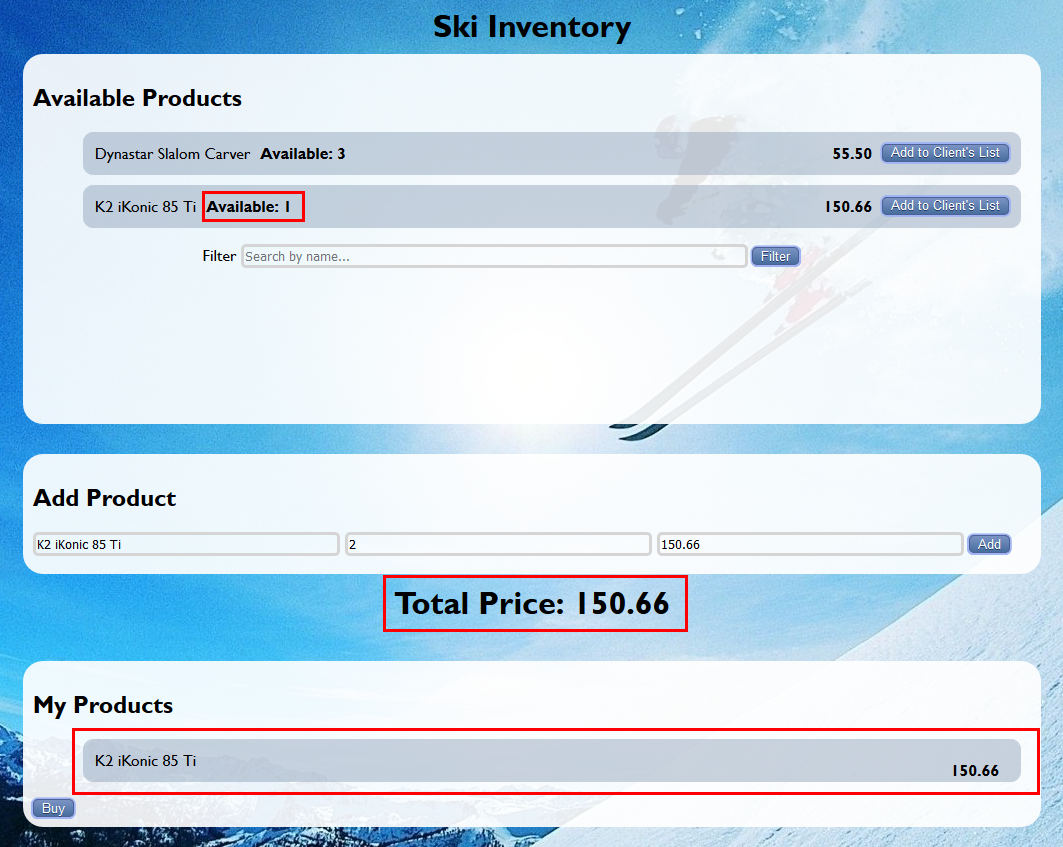 Ski Inventory
Available Products
Dynastar Slalom Carver Available: 3 55.50 Add to Client's List
K2 iKonic 85 Ti Available: 1 150.66 Add to Client's List
Filter Search by name... Filter
Add Product
K2 iKonic 85 Ti 2 150.66 Add
Total Price: 150.66
My Products
K2 iKonic 85 Ti
150.66
Buy